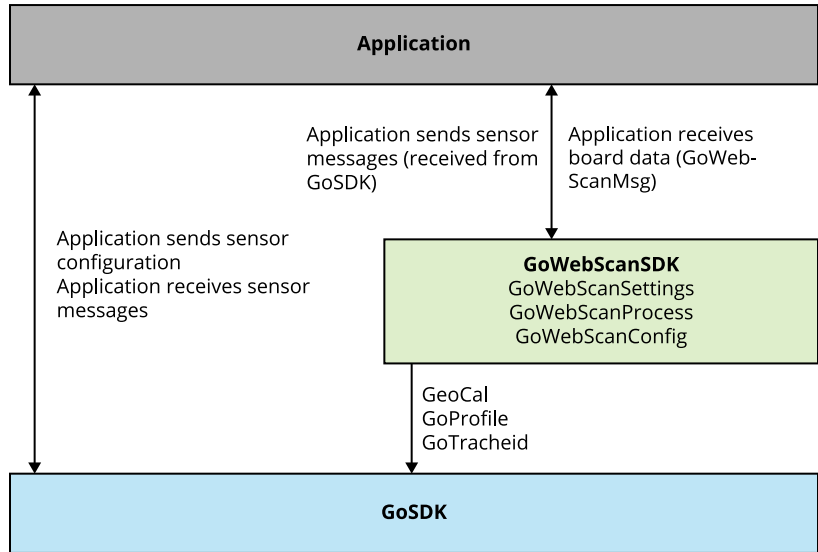 Application
Application sends sensor
messages (received from
GoSDK)
Application receives
board data (GoWeb-
ScanMsg)
Application sends sensor
configuration
Application receives sensor
messages
GoWebScanSDK
GoWebScanSettings
GoWebScanProcess
GoWebScanConfig
GeoCal
GoProfile
GoTracheid
GoSDK